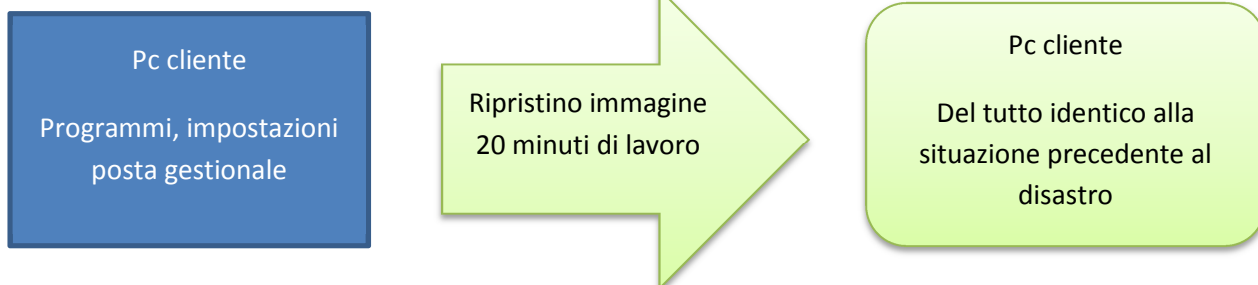 Pc cliente
Programmi, impostazioni
posta gestionale
Ripristino immagine
20 minuti di lavoro
Pc cliente
Del tutto identico alla
situazione precedente al
disastro